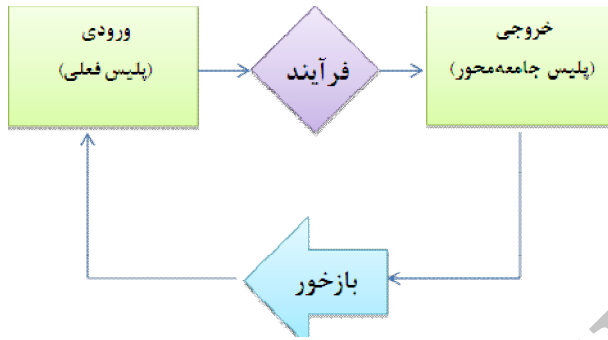 ورودی
(پلیس فعلی)
فرآیند
خروجی
(پلیس جامعه‌محور)
بازخور